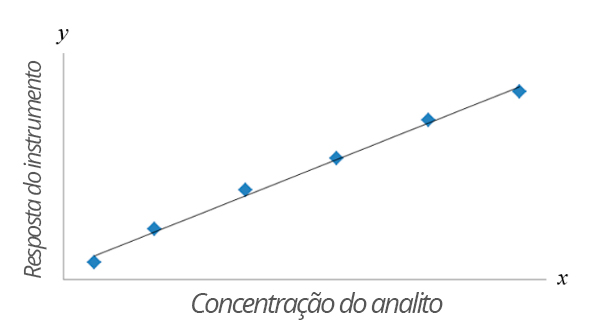 y
Resposta do instrumento
x
Concentração do analito